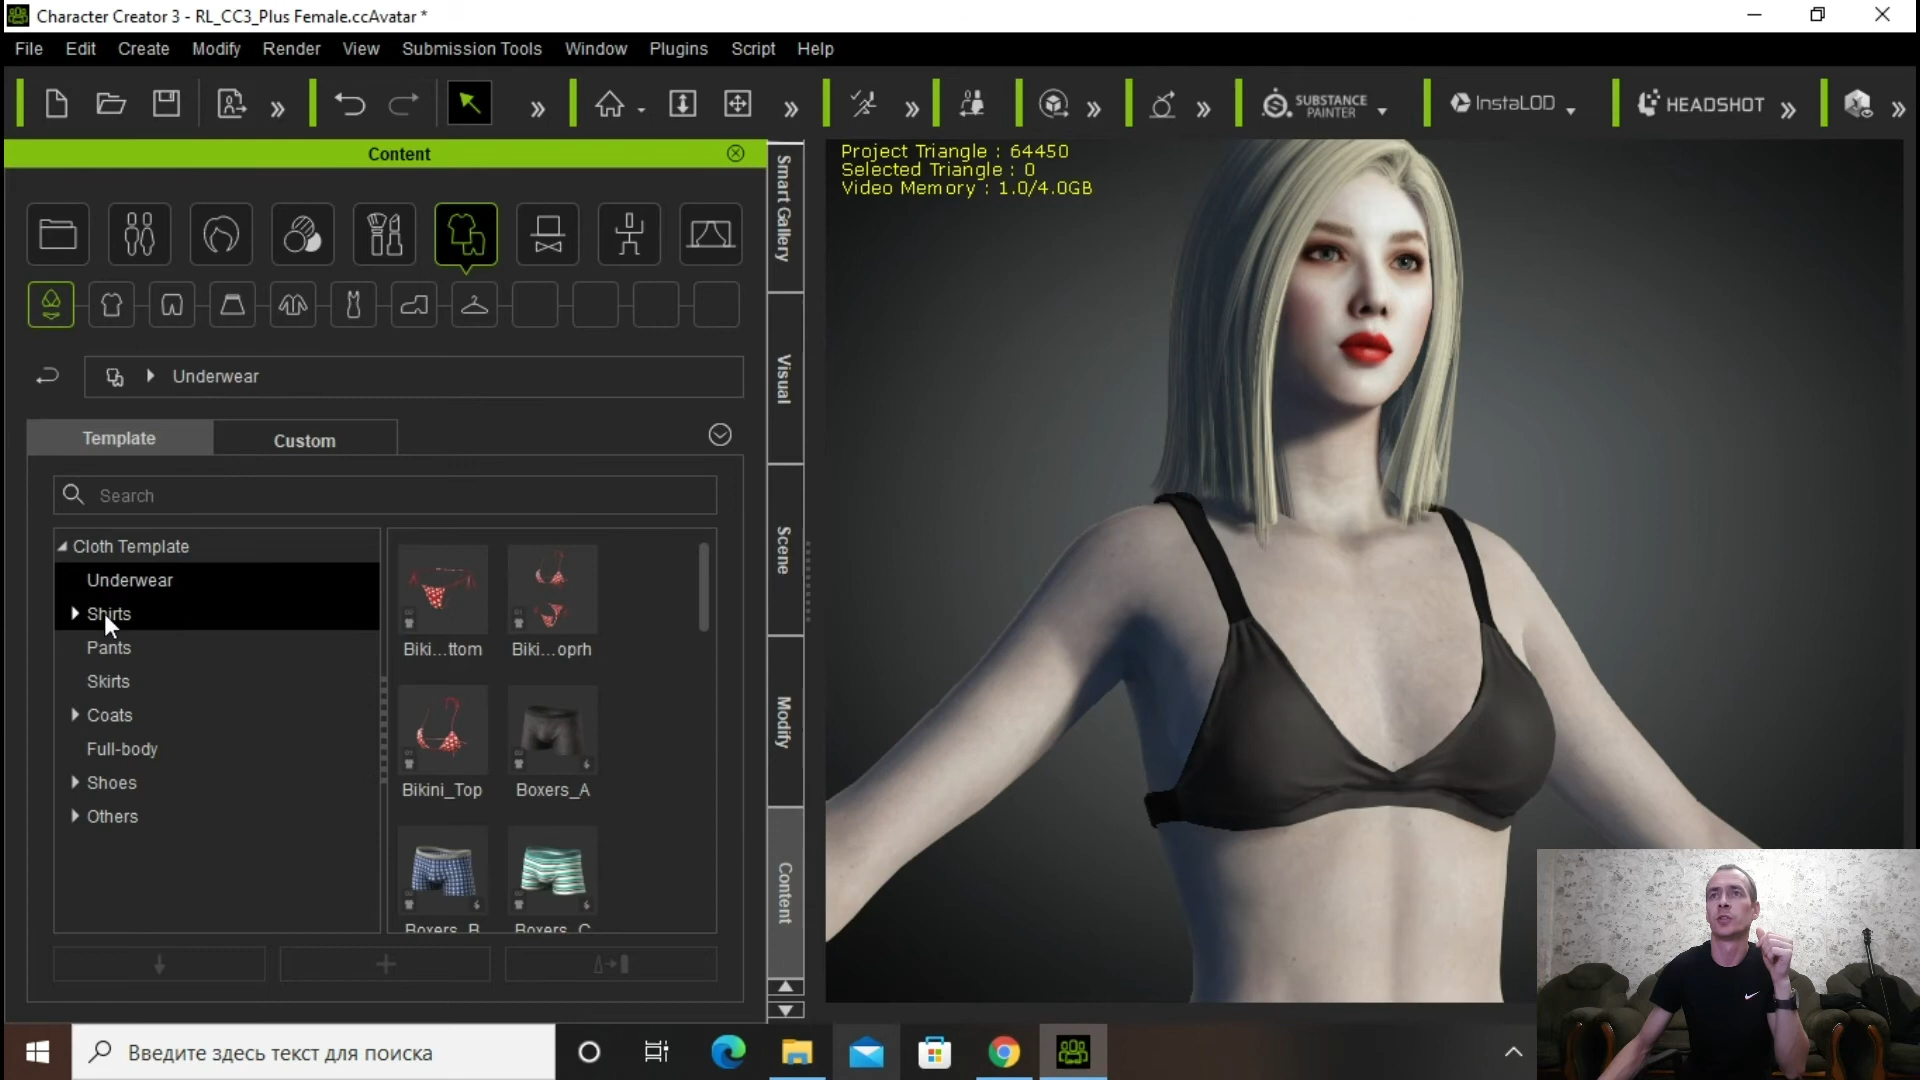 Character Creator 3 - RL_CC3_Plus Female.ccAvatar *
File Edit Create Modify Render View Submission Tools Window Plugins Script Help
SUBSTANCE PAINTER InstaLOD HEADSHOT
Content
Project Triangle : 64450
Selected Triangle : 0
Video Memory : 1.0/4.0GB
Smart Gallery
Visual
Scene
Modify
Content
Underwear
Template Custom
Search
Cloth Template
Underwear
Shirts
Pants
Skirts
Coats
Full-body
Shoes
Others
Biki...ttom Biki...oprh
Bikini_Top Boxers_A
Boxers_B Boxers_C
Введите здесь текст для поиска